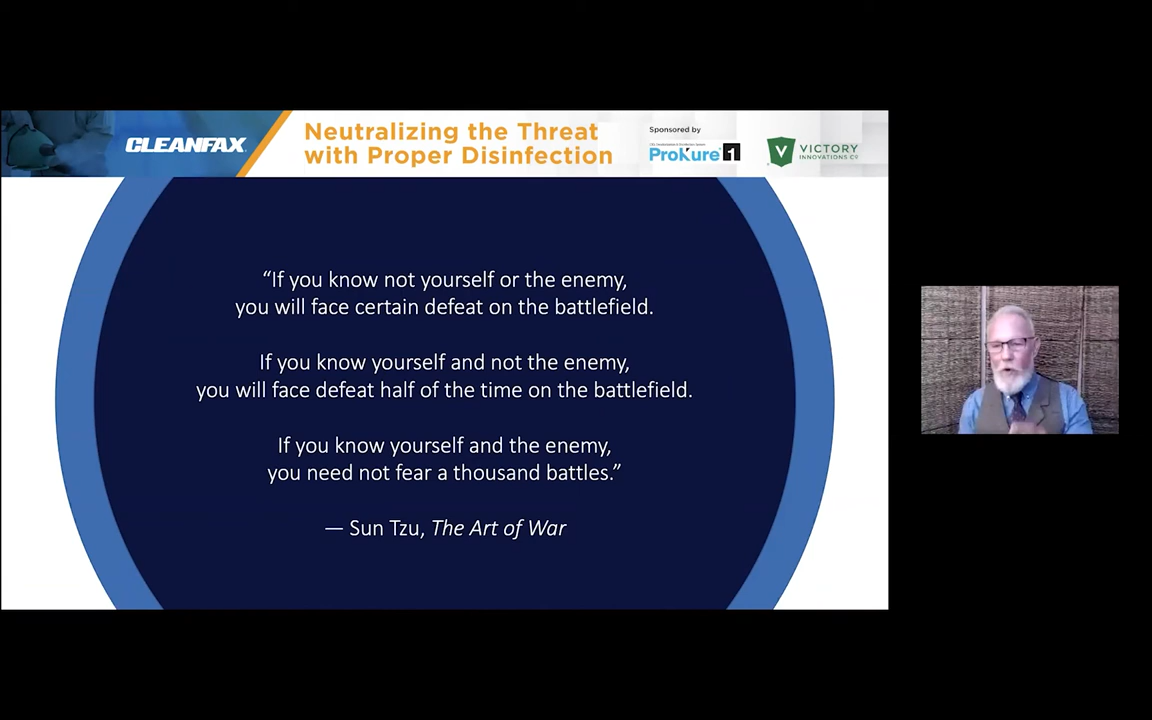 CLEANFAX
Neutralizing the Threat
with Proper Disinfection
Sponsored by
ProKure 1
V VICTORY
INNOVATIONS CO
“If you know not yourself or the enemy,
you will face certain defeat on the battlefield.
If you know yourself and not the enemy,
you will face defeat half of the time on the battlefield.
If you know yourself and the enemy,
you need not fear a thousand battles.”
— Sun Tzu, The Art of War